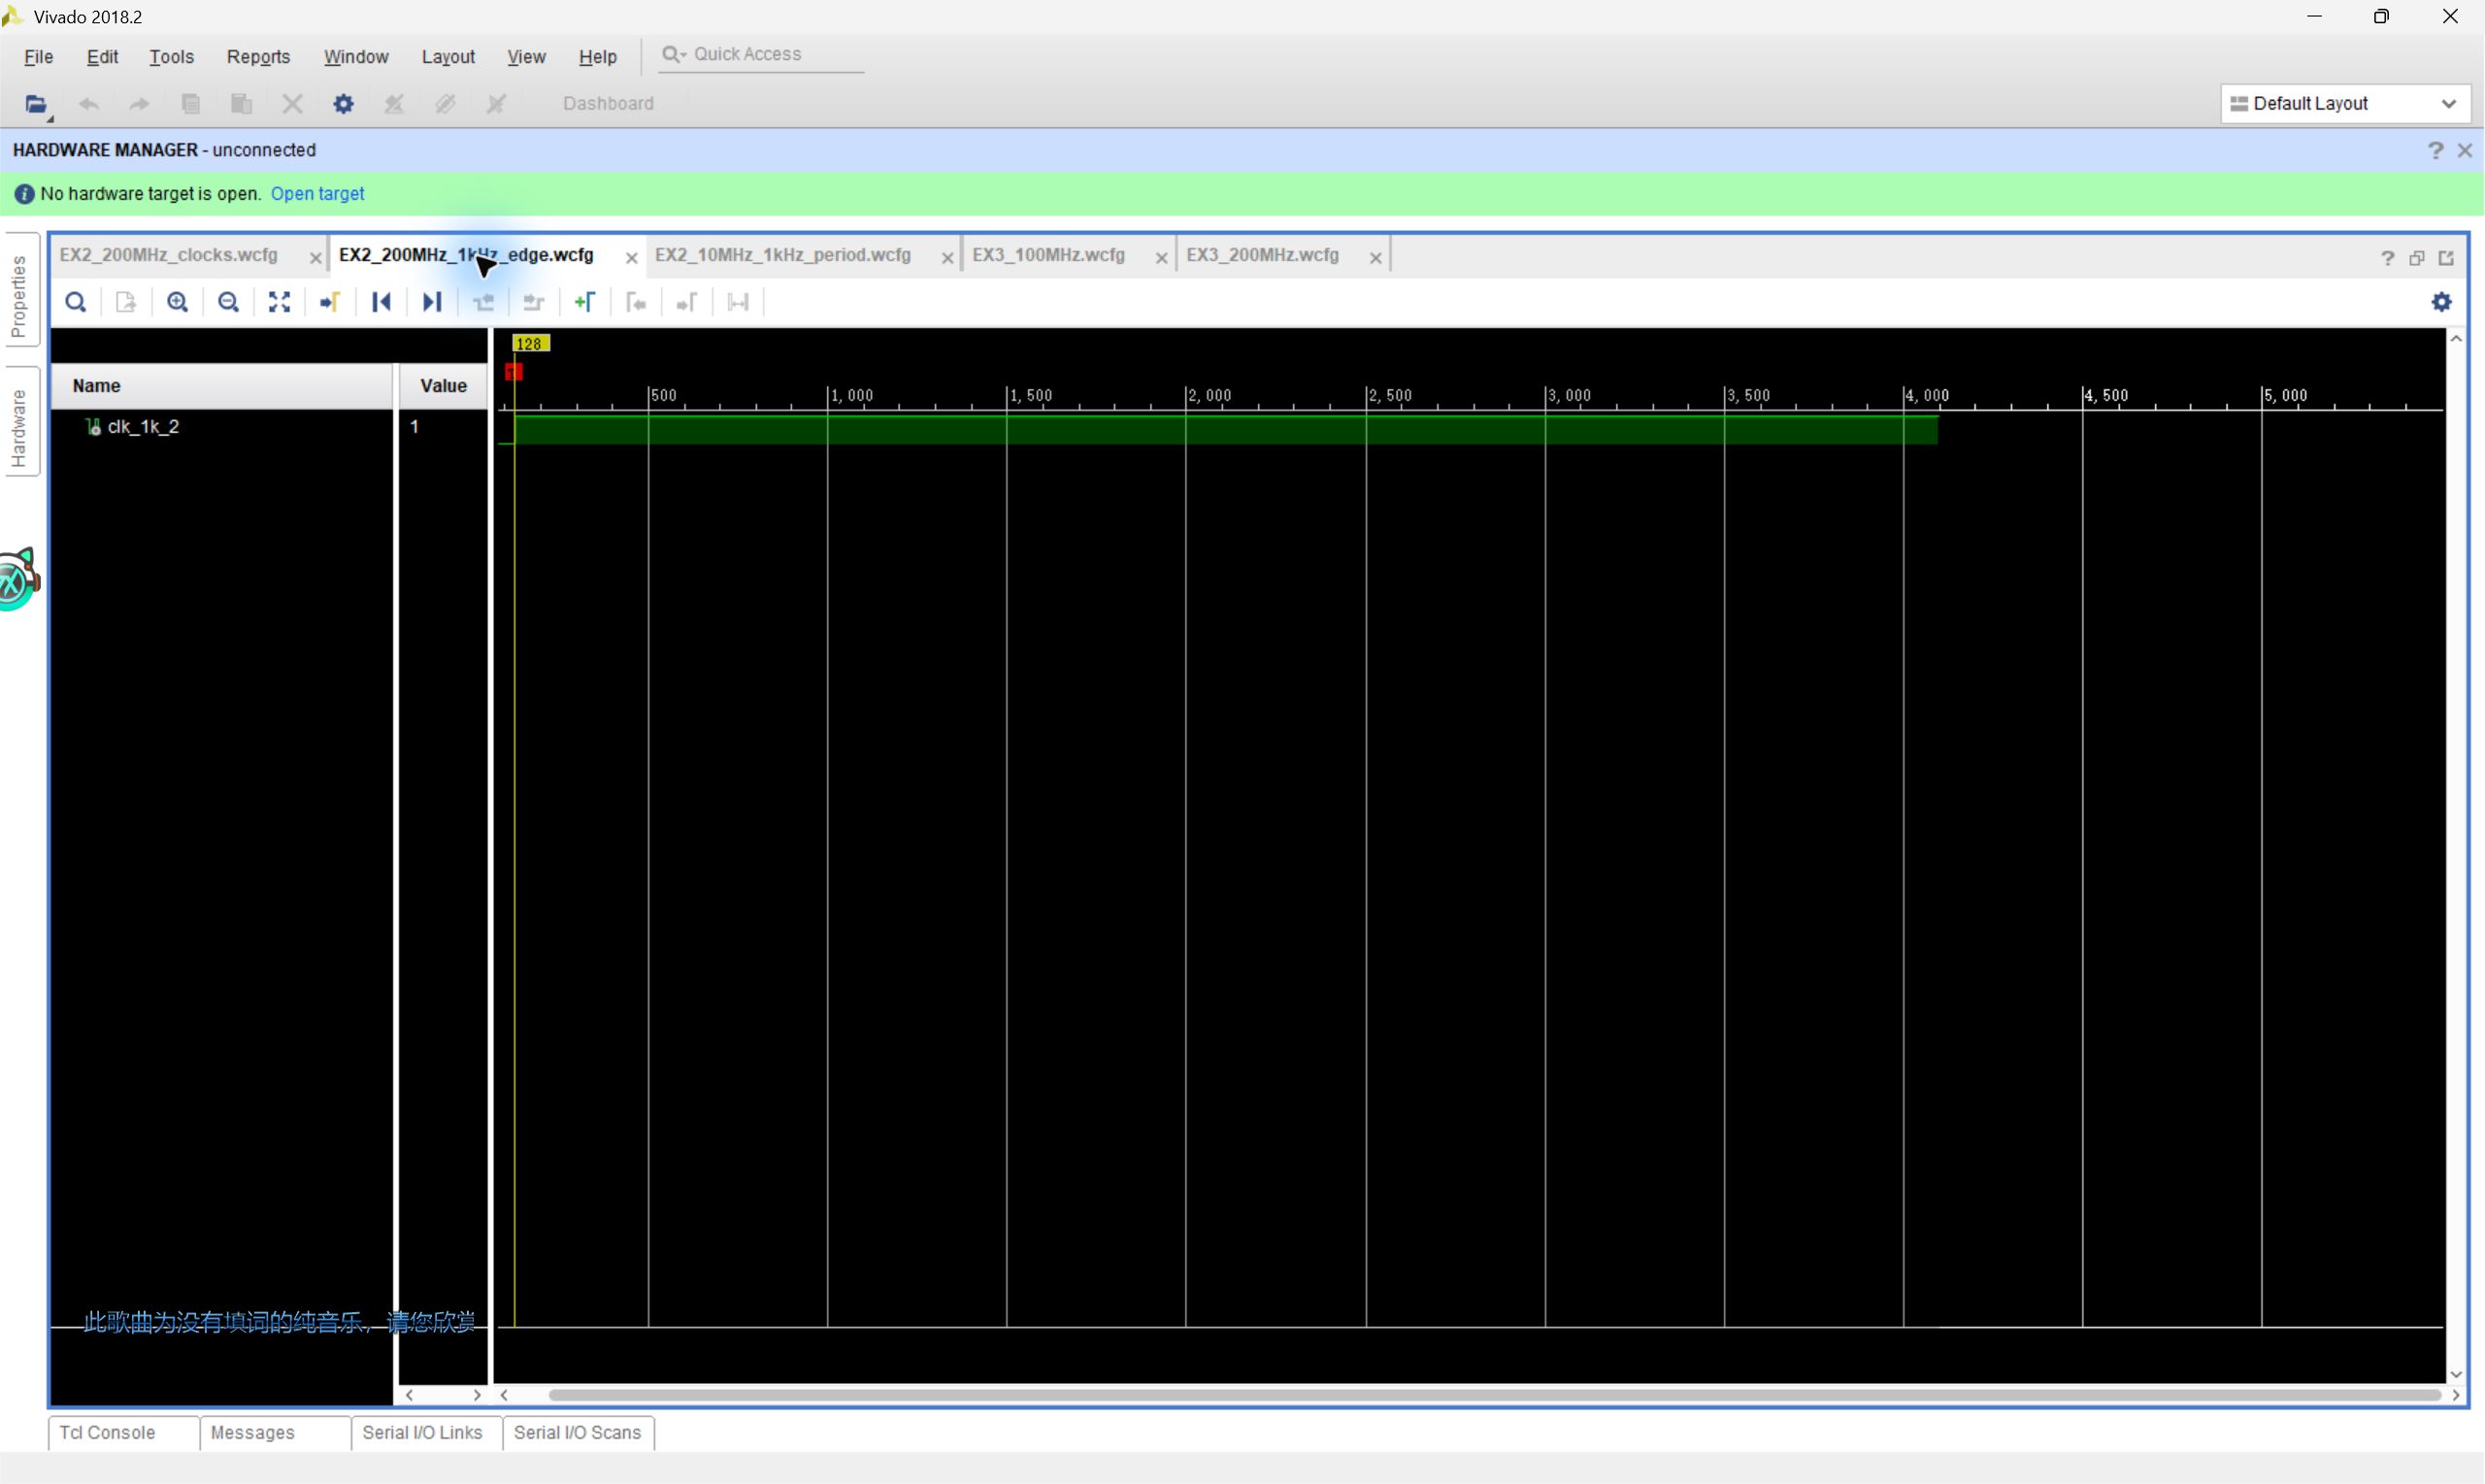 Vivado 2018.2
File Edit Tools Reports Window Layout View Help Quick Access
Dashboard Default Layout
HARDWARE MANAGER - unconnected
No hardware target is open. Open target
Properties
Hardware
EX2_200MHz_clocks.wcfg EX2_200MHz_1kHz_edge.wcfg EX2_10MHz_1kHz_period.wcfg EX3_100MHz.wcfg EX3_200MHz.wcfg
128
T
Name Value
500 1,000 1,500 2,000 2,500 3,000 3,500 4,000 4,500 5,000
clk_1k_2 1
此歌曲为没有填词的纯音乐，请您欣赏
Tcl Console Messages Serial I/O Links Serial I/O Scans